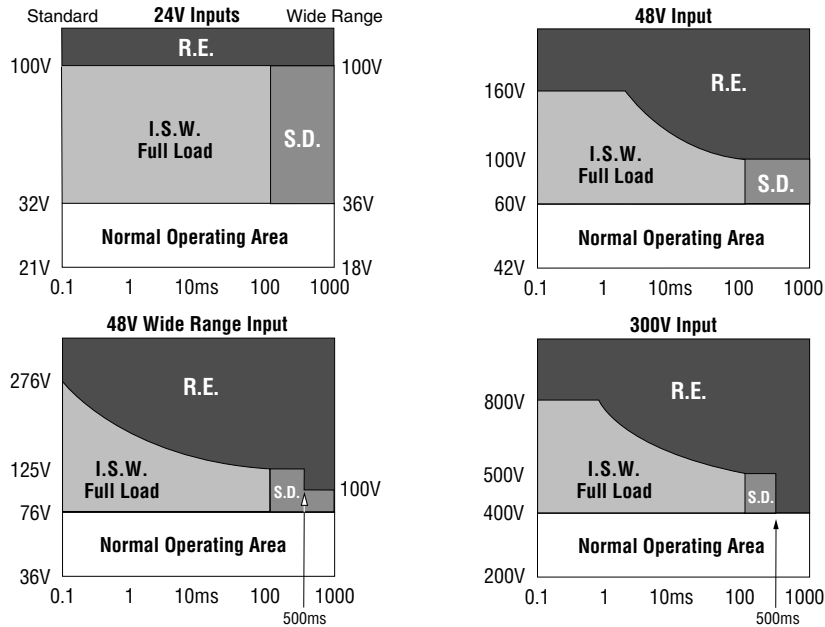 Standard 24V Inputs Wide Range
R.E.
100V 100V
I.S.W.
Full Load
S.D.
32V 36V
Normal Operating Area
21V 18V
0.1 1 10ms 100 1000
48V Input
160V
R.E.
100V
I.S.W.
Full Load
S.D.
60V
Normal Operating Area
42V
0.1 1 10ms 100 1000
48V Wide Range Input
276V
R.E.
125V
I.S.W.
Full Load
S.D.
100V
76V
Normal Operating Area
36V
0.1 1 10ms 100 1000
500ms
300V Input
800V
R.E.
500V
I.S.W.
Full Load
S.D.
400V
Normal Operating Area
200V
0.1 1 10ms 100 1000
500ms